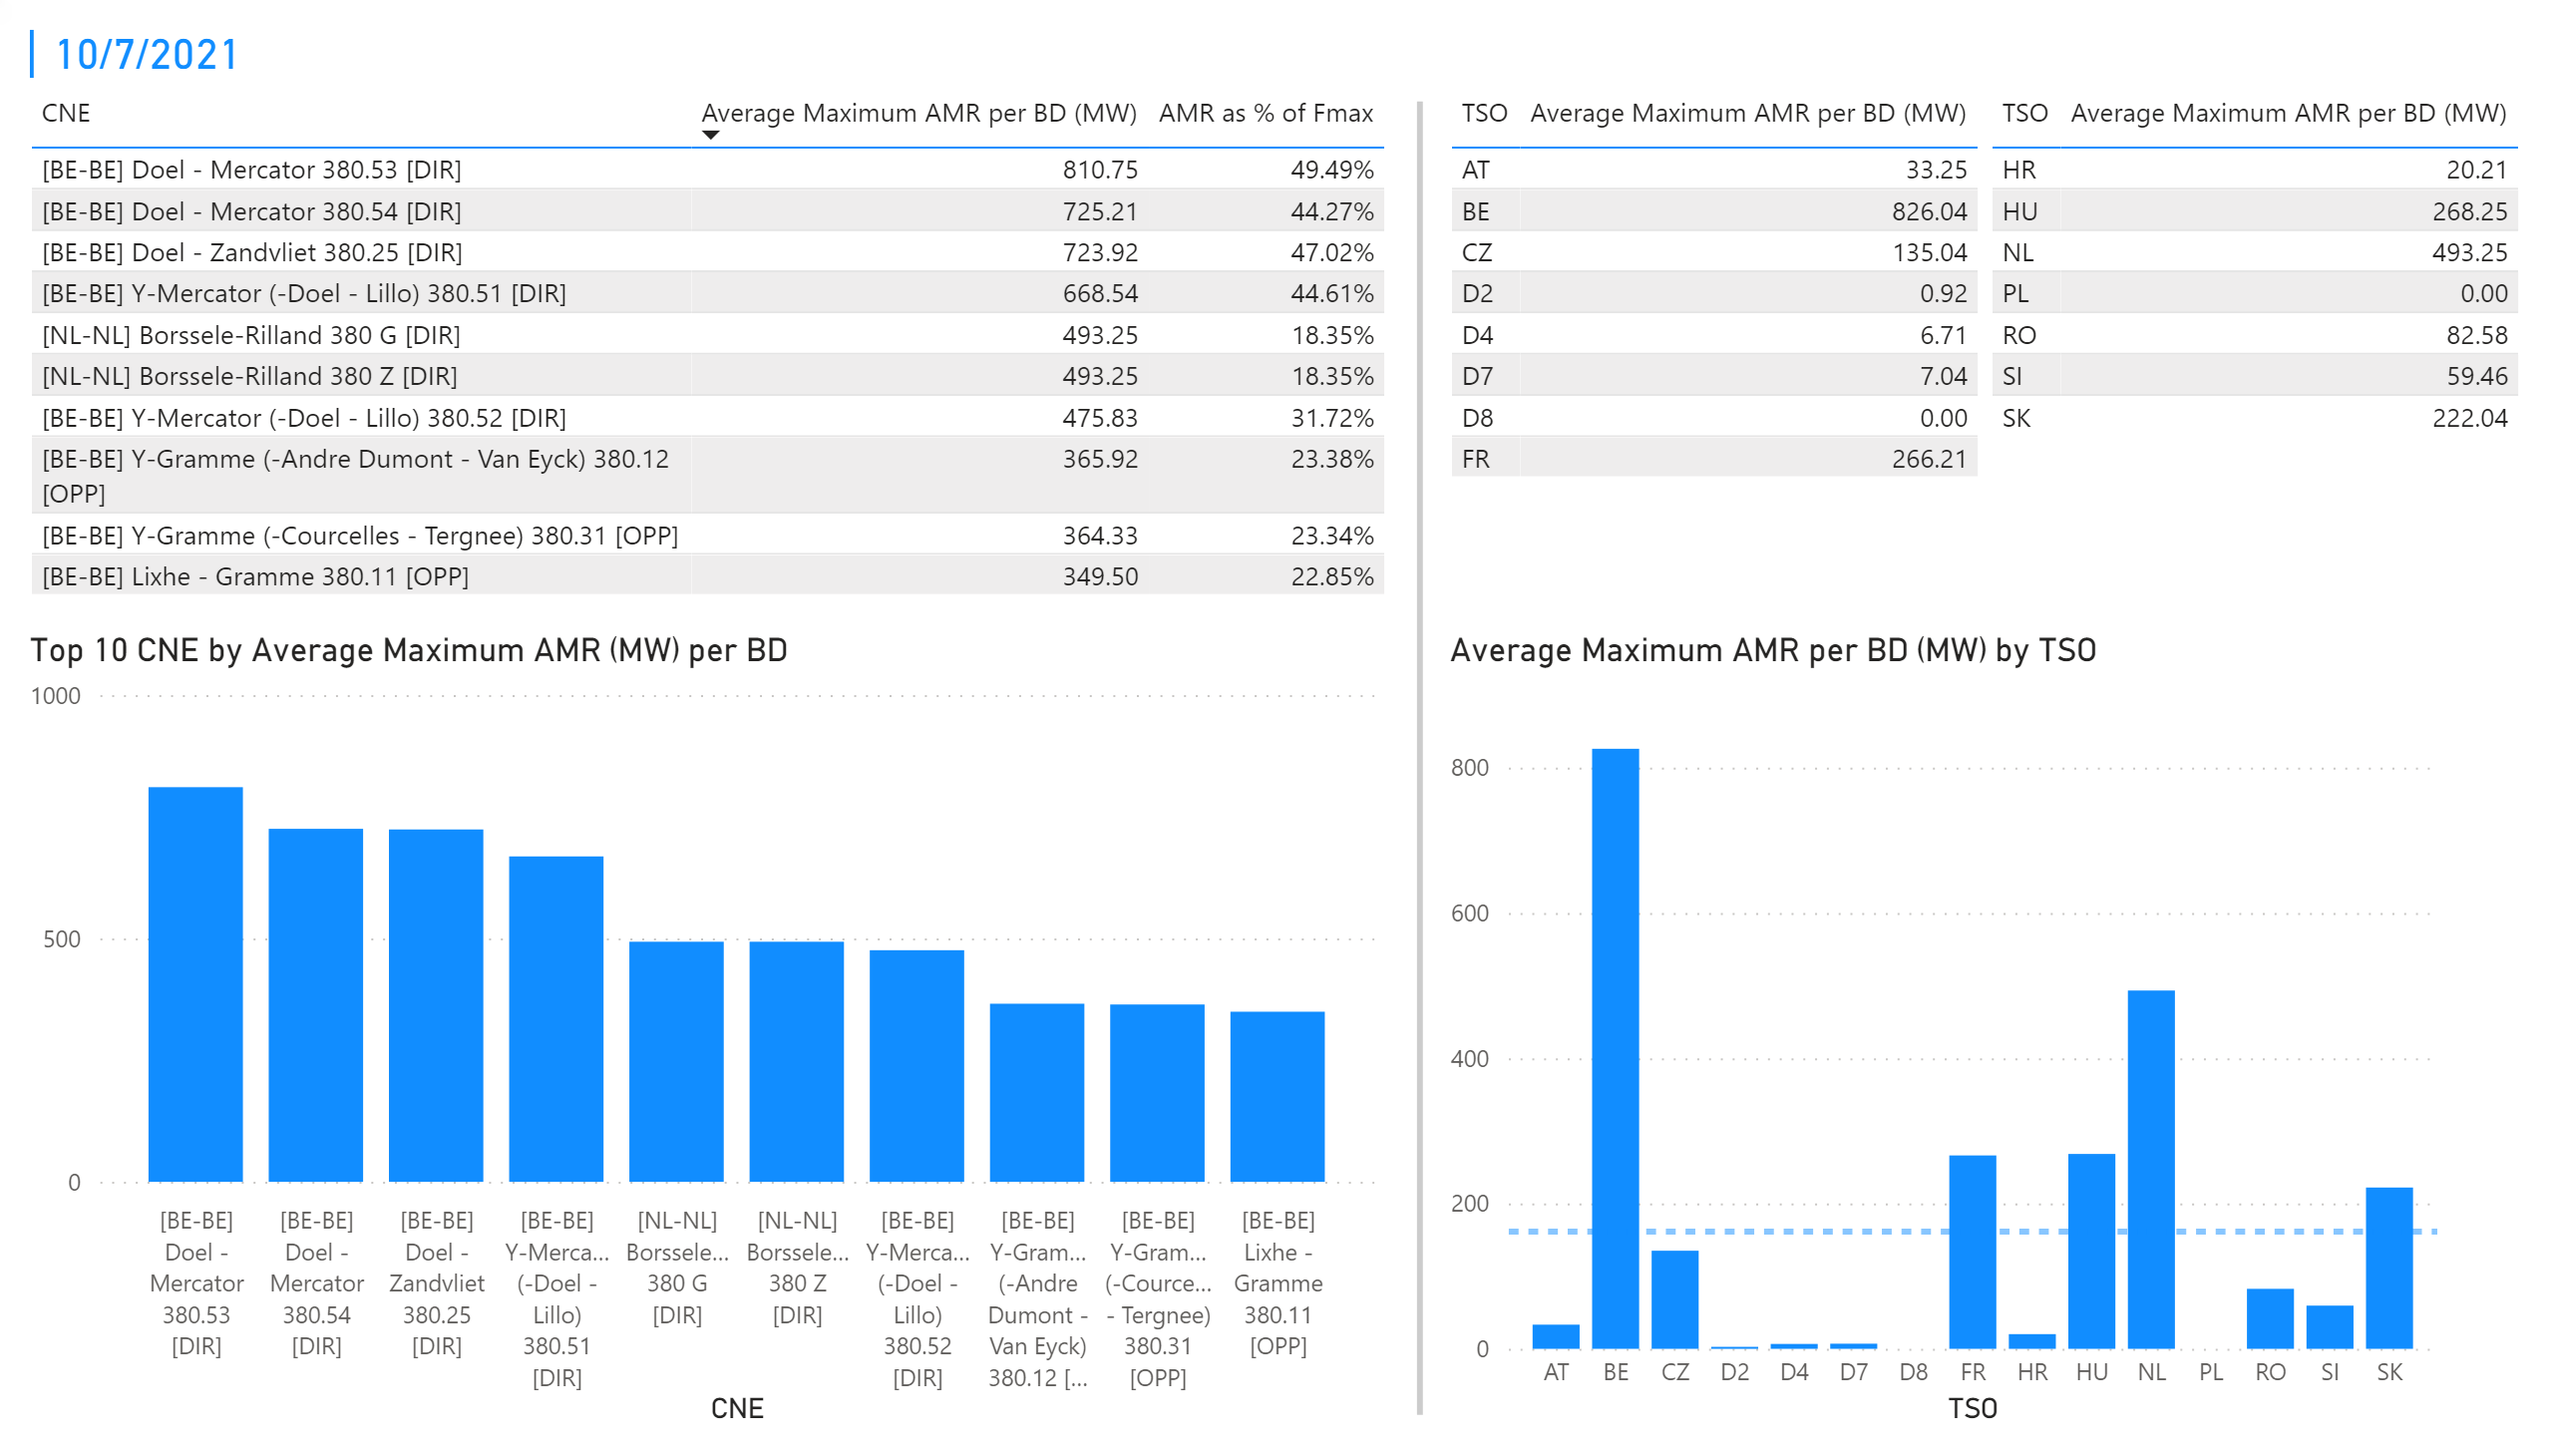 10/7/2021
CNE Average Maximum AMR per BD (MW) AMR as % of Fmax
[BE-BE] Doel - Mercator 380.53 [DIR] 810.75 49.49%
[BE-BE] Doel - Mercator 380.54 [DIR] 725.21 44.27%
[BE-BE] Doel - Zandvliet 380.25 [DIR] 723.92 47.02%
[BE-BE] Y-Mercator (-Doel - Lillo) 380.51 [DIR] 668.54 44.61%
[NL-NL] Borssele-Rilland 380 G [DIR] 493.25 18.35%
[NL-NL] Borssele-Rilland 380 Z [DIR] 493.25 18.35%
[BE-BE] Y-Mercator (-Doel - Lillo) 380.52 [DIR] 475.83 31.72%
[BE-BE] Y-Gramme (-Andre Dumont - Van Eyck) 380.12 365.92 23.38%
[OPP]
[BE-BE] Y-Gramme (-Courcelles - Tergnee) 380.31 [OPP] 364.33 23.34%
[BE-BE] Lixhe - Gramme 380.11 [OPP] 349.50 22.85%
TSO Average Maximum AMR per BD (MW)
AT 33.25
BE 826.04
CZ 135.04
D2 0.92
D4 6.71
D7 7.04
D8 0.00
FR 266.21
TSO Average Maximum AMR per BD (MW)
HR 20.21
HU 268.25
NL 493.25
PL 0.00
RO 82.58
SI 59.46
SK 222.04
Top 10 CNE by Average Maximum AMR (MW) per BD
1000
500
0
[BE-BE] [BE-BE] [BE-BE] [BE-BE] [NL-NL] [NL-NL] [BE-BE] [BE-BE] [BE-BE] [BE-BE]
Doel - Doel - Doel - Y-Merca... Borssele... Borssele... Y-Merca... Y-Gram... Y-Gram... Lixhe -
Mercator Mercator Zandvliet (-Doel - 380 G 380 Z (-Doel - (-Andre (-Cource... Gramme
380.53 380.54 380.25 Lillo) [DIR] [DIR] Lillo) Dumont - - Tergnee) 380.11
[DIR] [DIR] [DIR] 380.51 380.52 Van Eyck) 380.31 [OPP]
[DIR] [DIR] 380.12 [... [OPP]
CNE
Average Maximum AMR per BD (MW) by TSO
800
600
400
200
0
AT BE CZ D2 D4 D7 D8 FR HR HU NL PL RO SI SK
TSO